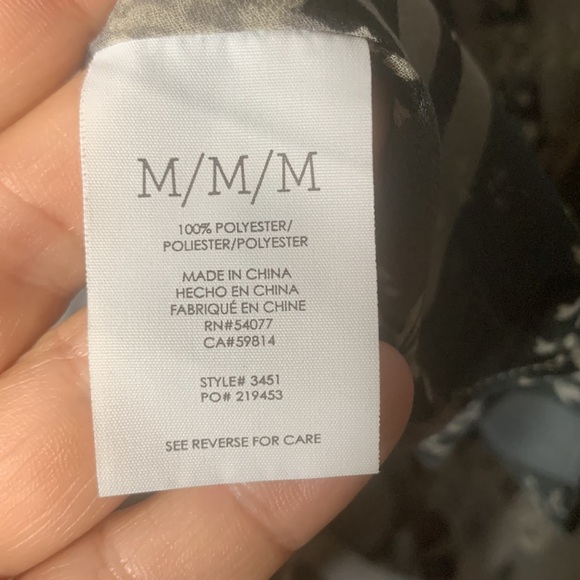 M/M/M
100% POLYESTER/
POLIESTER/POLYESTER
MADE IN CHINA
HECHO EN CHINA
FABRIQUÉ EN CHINE
RN#54077
CA#59814
STYLE# 3451
PO# 219453
SEE REVERSE FOR CARE